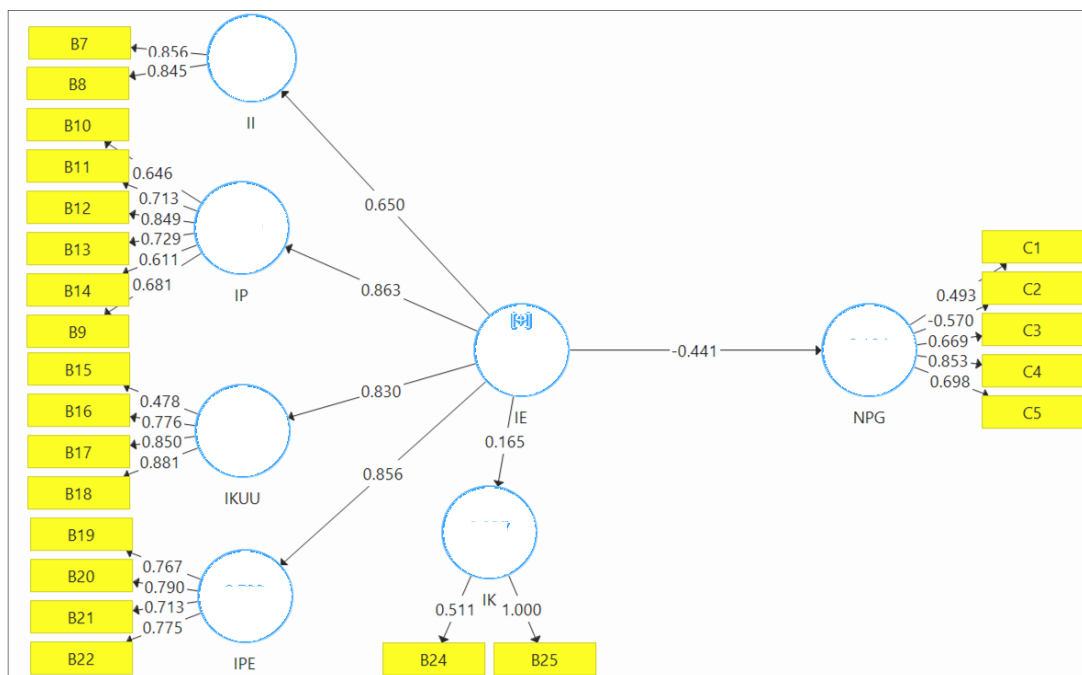 B7
0.856
0.845
B8
II
B10
0.646
B11
0.713
B12
0.849
0.729
B13
0.611
B14
0.681
IP
B9
0.650
0.863
B15
0.478
B16
0.776
0.850
B17
0.881
B18
IKUU
0.830
[+]
IE
-0.441
0.165
0.856
C1
0.493
C2
-0.570
C3
0.669
0.853
C4
0.698
C5
NPG
B19
0.767
B20
0.790
0.713
B21
0.775
B22
IPE
IK
0.511
1.000
B24
B25